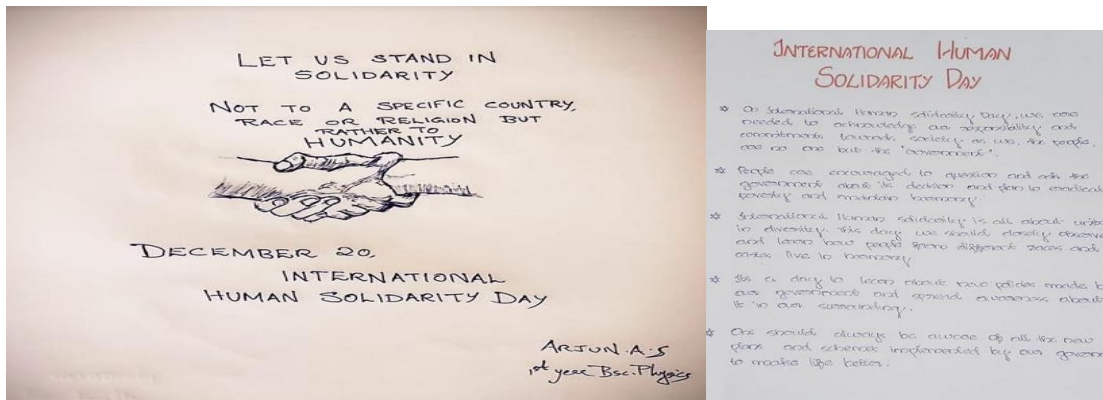 LET US STAND IN
SOLIDARITY
NOT TO A SPECIFIC COUNTRY,
RACE OR RELIGION BUT
RATHER TO
HUMANITY
DECEMBER 20,
INTERNATIONAL
HUMAN SOLIDARITY DAY
ARJUN.A.S
1st year Bsc.Physics
INTERNATIONAL HUMAN
SOLIDARITY DAY
On International Human solidarity Day, we are
needed to acknowledge our responsibility and
commitments towards society as we, the people,
are no one but the 'Government'.
People are encouraged to question and ask the
government about its decision and plan to eradicat
poverty and maintain harmony.
International Human solidarity is all about
in diversity. This day we should closely observe
and learn how people from different races and
castes live in harmony.
It's a day to learn about new policies made b
our government and spread awareness about
it in our surrounding.
One should always be aware of all the new
plans and schemes implemented by our govern
to make life better.